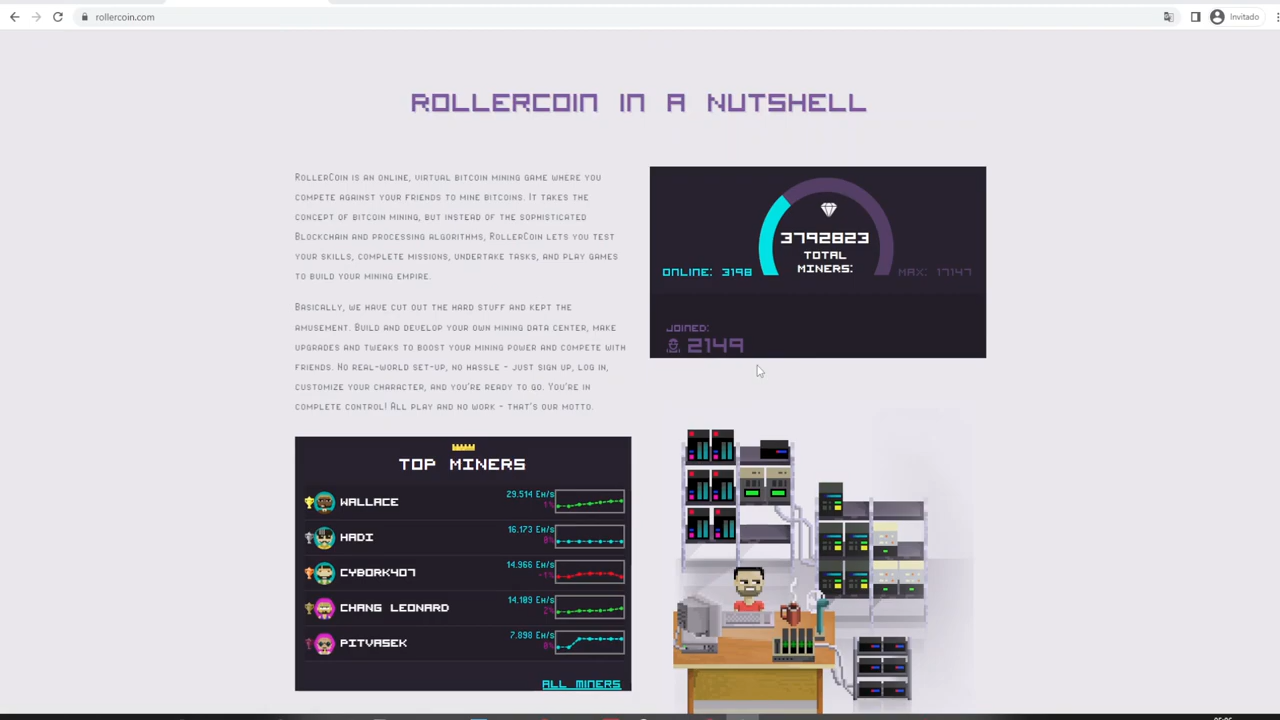 rollercoin.com
Invitado
ROLLERCOIN IN A NUTSHELL
RollerCoin is an online, virtual bitcoin mining game where you
compete against your friends to mine bitcoins. It takes the
concept of bitcoin mining, but instead of the sophisticated
Blockchain and processing algorithms, RollerCoin lets you test
your skills, complete missions, undertake tasks, and play games
to build your mining empire.
Basically, we have cut out the hard stuff and kept the
amusement. Build and develop your own mining data center, make
upgrades and tweaks to boost your mining power and compete with
friends. No real-world set-up, no hassle - just sign up, log in,
customize your character, and you're ready to go. You're in
complete control! All play and no work - that's our motto.
3792823
TOTAL
MINERS:
ONLINE: 3198
MAX: 17147
JOINED:
2149
TOP MINERS
WALLACE 29.514 EH/s
1%
HADI 16.173 EH/s
0%
CYBORK407 14.966 EH/s
-1%
CHANG LEONARD 14.109 EH/s
2%
PITVASEK 7.898 EH/s
0%
ALL MINERS